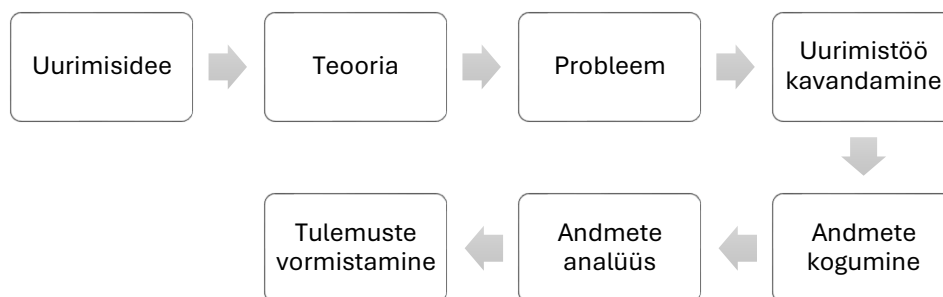 Uurimisidee
Teooria
Probleem
Uurimistöö
kavandamine
Andmete
kogumine
Andmete
analüüs
Tulemuste
vormistamine